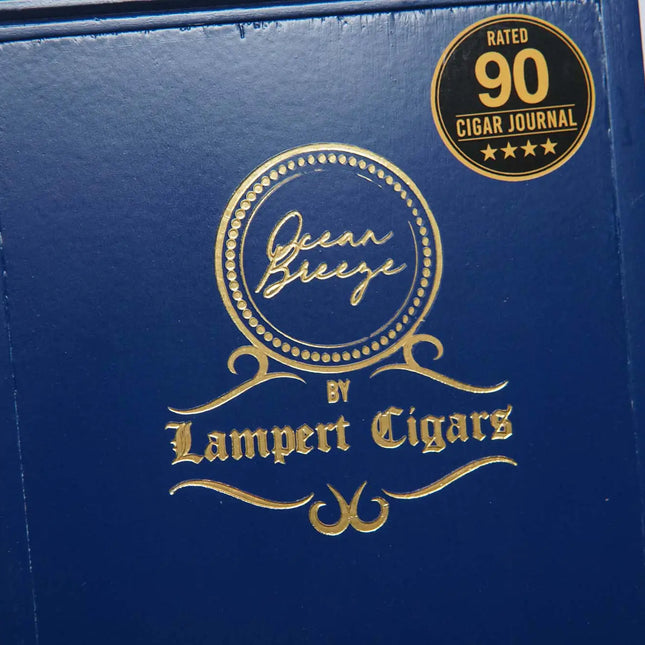 RATED
90
CIGAR JOURNAL
Ocean
Breeze
BY
Lampert Cigars